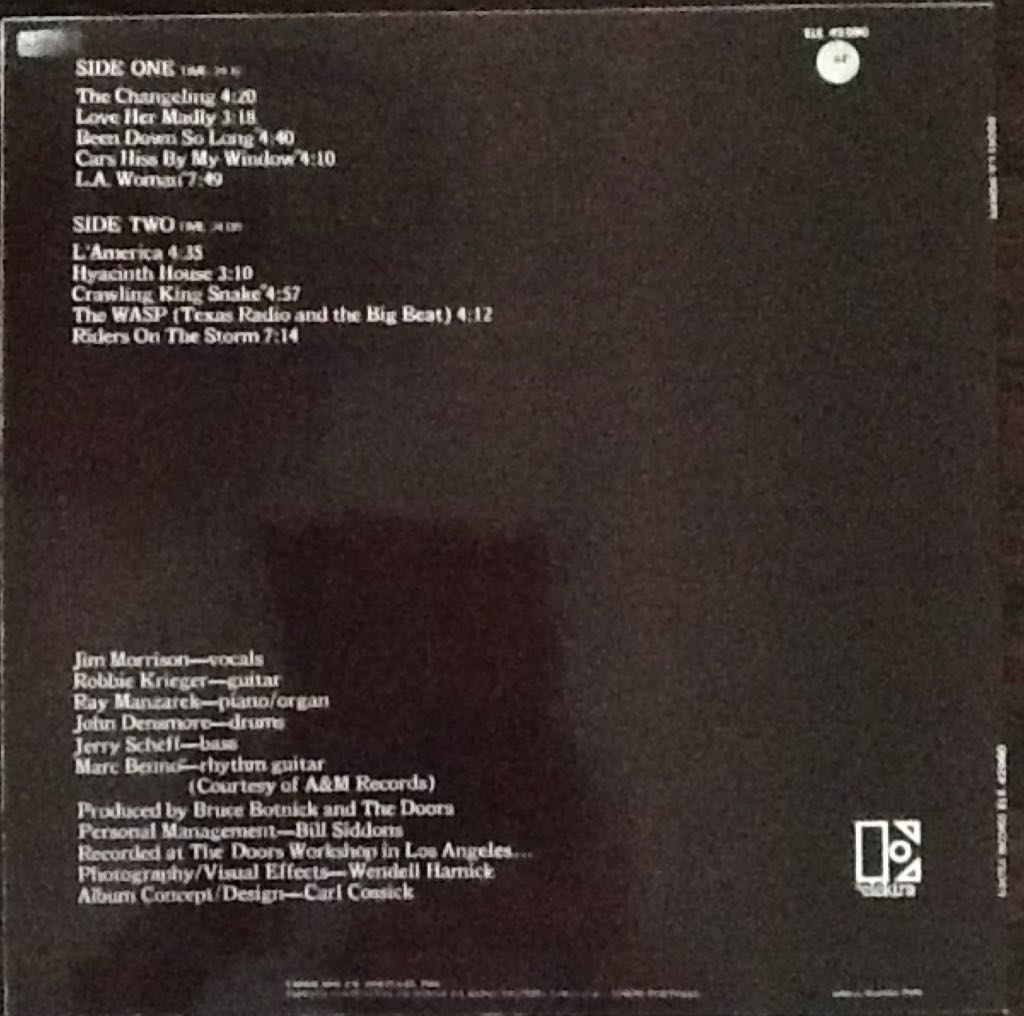 SIDE ONE
The Changeling 4:20
Love Her Madly 3:18
Been Down So Long 4:40
Cars Hiss By My Window 4:10
L.A. Woman 7:49
SIDE TWO
L'America 4:35
Hyacinth House 3:10
Crawling King Snake 4:57
The WASP (Texas Radio and the Big Beat) 4:12
Riders On The Storm 7:14
Jim Morrison—vocals
Robbie Krieger—guitar
Ray Manzarek—piano/organ
John Densmore—drums
Jerry Scheff—bass
Marc Benno—rhythm guitar
(Courtesy of A&M Records)
Produced by Bruce Botnick and The Doors
Personal Management—Bill Siddons
Recorded at The Doors Workshop in Los Angeles...
Photography/Visual Effects—Wendell Hamick
Album Concept/Design—Carl Cossick
elektra